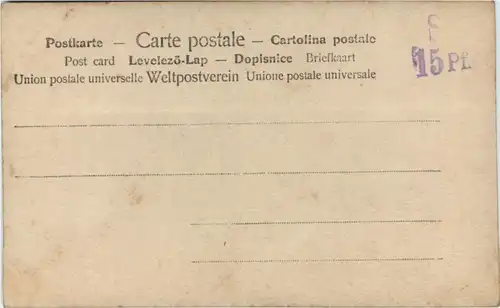 Postkarte — Carte postale — Cartolina postale
Post card Levelező-Lap — Dopisnice Briefkaart
Union postale universelle Weltpostverein Unione postale universale
S
15 Pf.